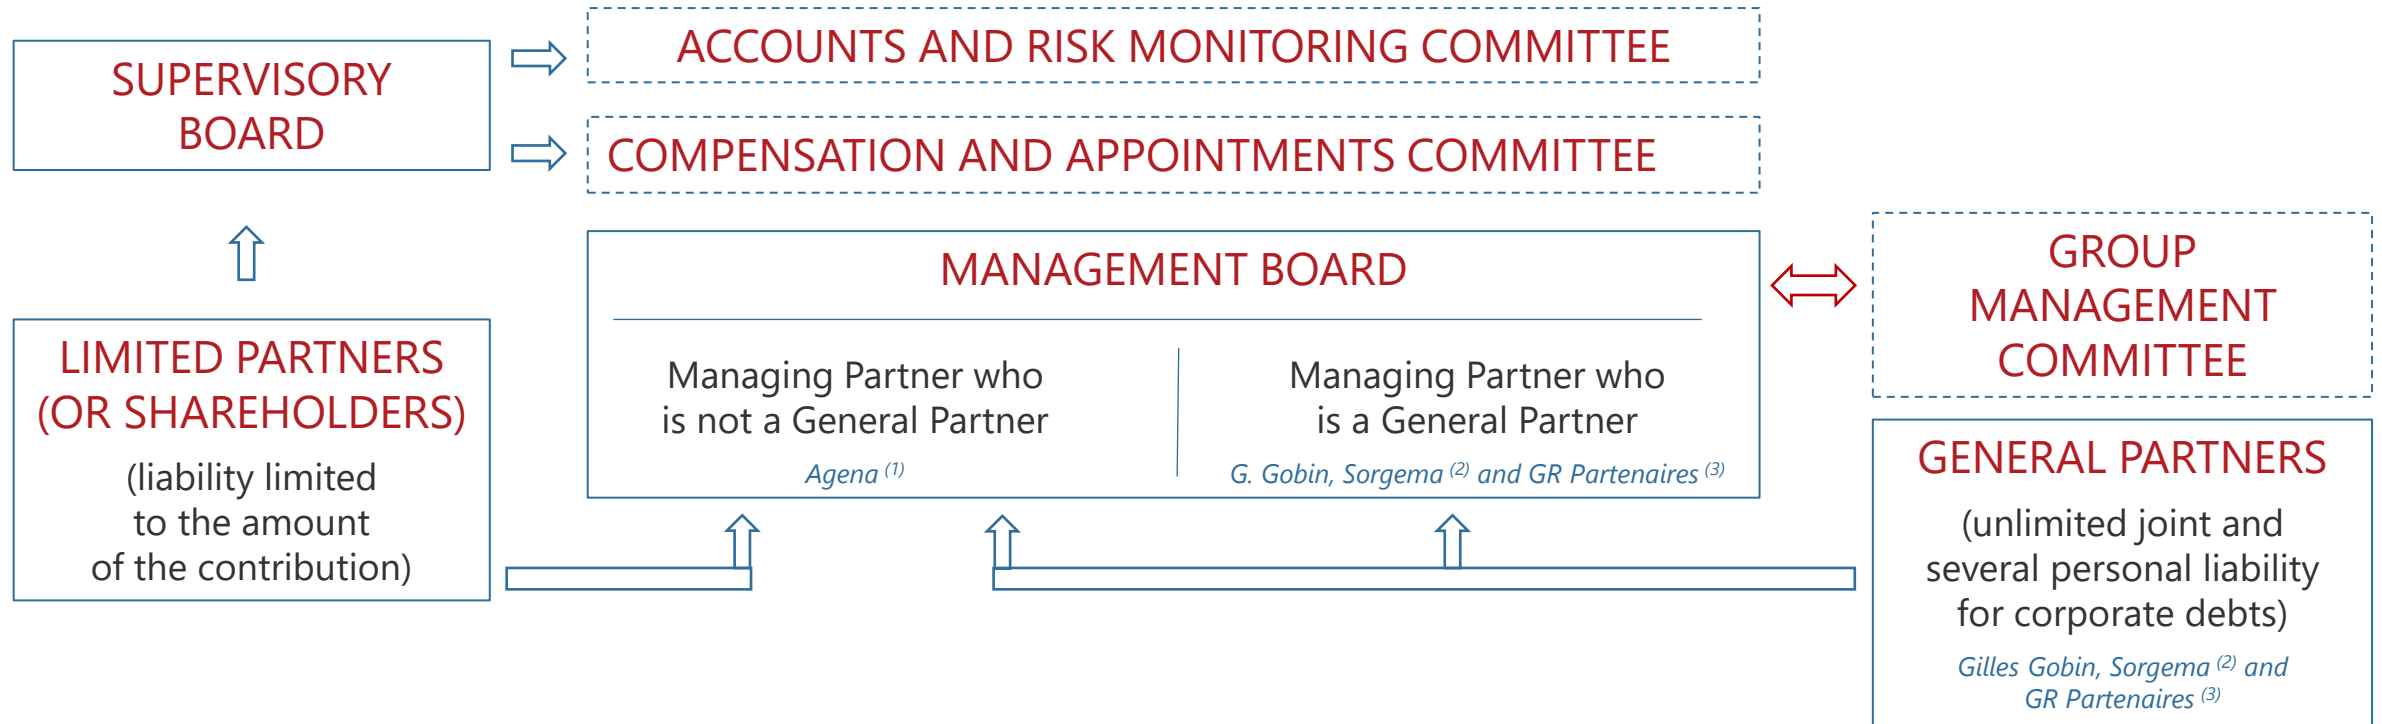 SUPERVISORY
BOARD
ACCOUNTS AND RISK MONITORING COMMITTEE
COMPENSATION AND APPOINTMENTS COMMITTEE
LIMITED PARTNERS
(OR SHAREHOLDERS)
(liability limited
to the amount
of the contribution)
MANAGEMENT BOARD
Managing Partner who
is not a General Partner
Agena (1)
Managing Partner who
is a General Partner
G. Gobin, Sorgema (2) and GR Partenaires (3)
GROUP
MANAGEMENT
COMMITTEE
GENERAL PARTNERS
(unlimited joint and
several personal liability
for corporate debts)
Gilles Gobin, Sorgema (2) and
GR Partenaires (3)